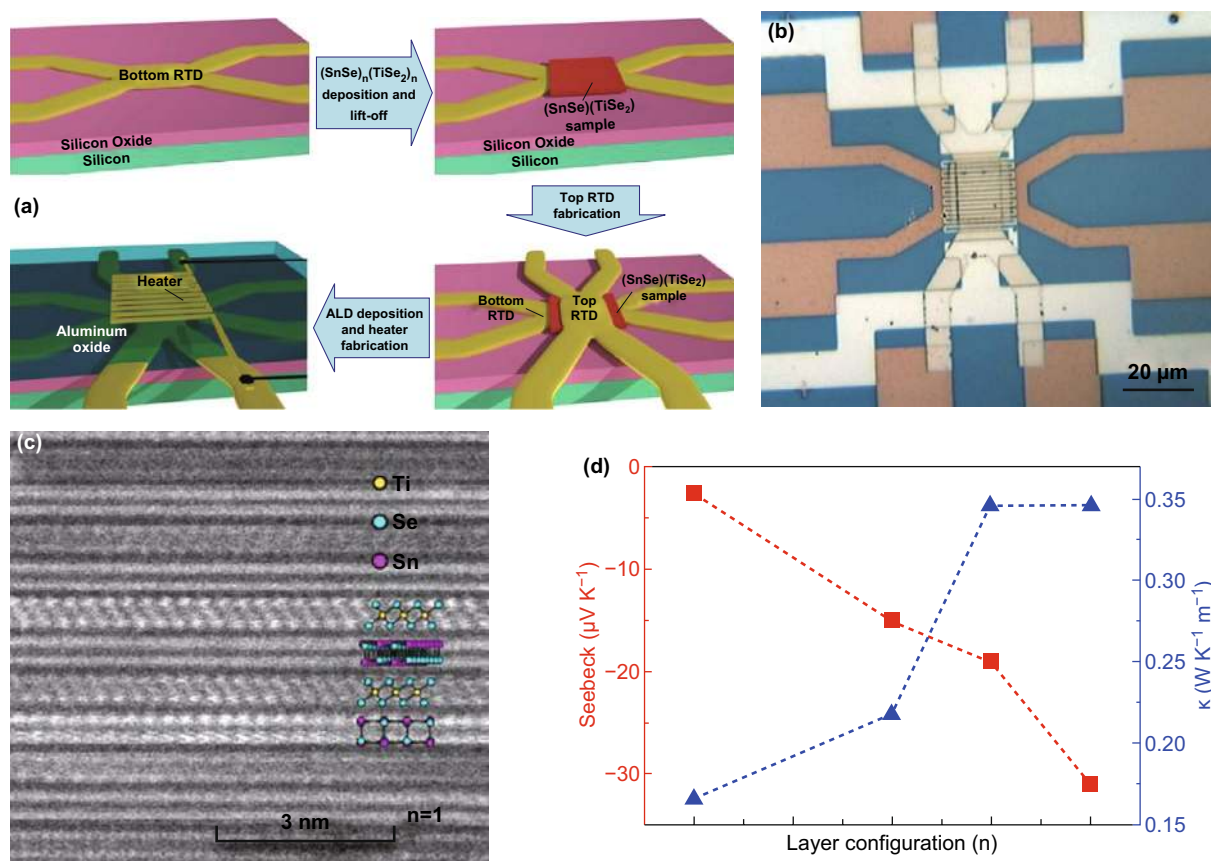 Bottom RTD
Silicon Oxide
Silicon
(SnSe)ₙ(TiSe₂)ₙ
deposition and
lift-off
(SnSe)(TiSe₂)
sample
Silicon Oxide
Silicon
(b)
20 µm
(a)
Top RTD
fabrication
Heater
Aluminum
oxide
ALD deposition
and heater
fabrication
Bottom
RTD
Top
RTD
(SnSe)(TiSe₂)
sample
(c)
Ti
Se
Sn
3 nm
n=1
(d)
0
−10
−20
−30
Seebeck (µV K⁻¹)
0.35
0.30
0.25
0.20
0.15
κ (W K⁻¹ m⁻¹)
Layer configuration (n)